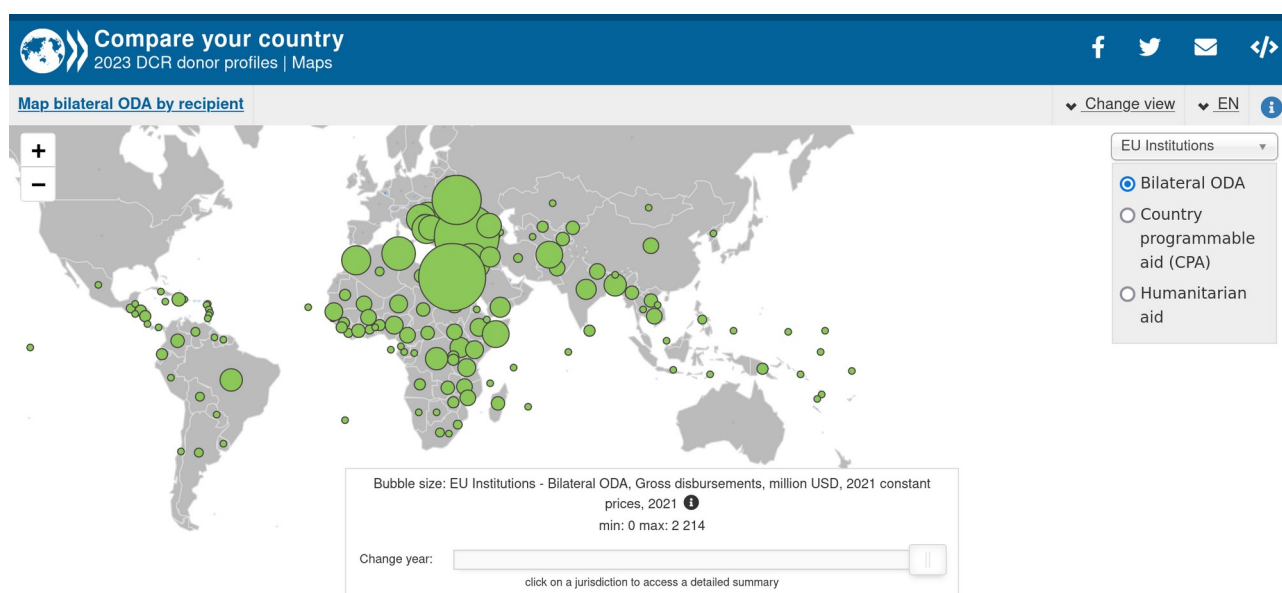 Compare your country
2023 DCR donor profiles | Maps
Map bilateral ODA by recipient
Change view
EN
+
−
EU Institutions
Bilateral ODA
Country
programmable
aid (CPA)
Humanitarian
aid
Bubble size: EU Institutions - Bilateral ODA, Gross disbursements, million USD, 2021 constant
prices, 2021
min: 0 max: 2 214
Change year:
click on a jurisdiction to access a detailed summary